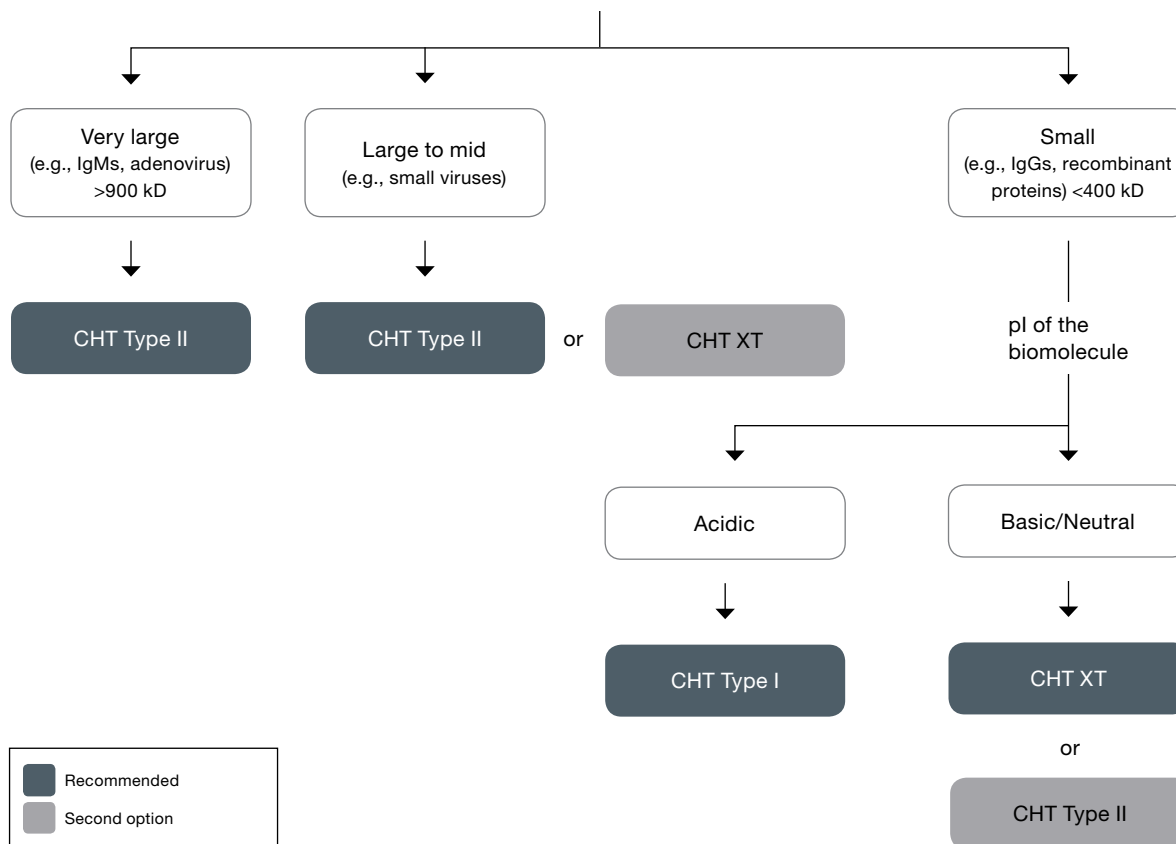 Very large
(e.g., IgMs, adenovirus)
>900 kD
Large to mid
(e.g., small viruses)
Small
(e.g., IgGs, recombinant
proteins) <400 kD
CHT Type II
CHT Type II
or
CHT XT
pI of the
biomolecule
Acidic
Basic/Neutral
CHT Type I
CHT XT
or
CHT Type II
Recommended
Second option